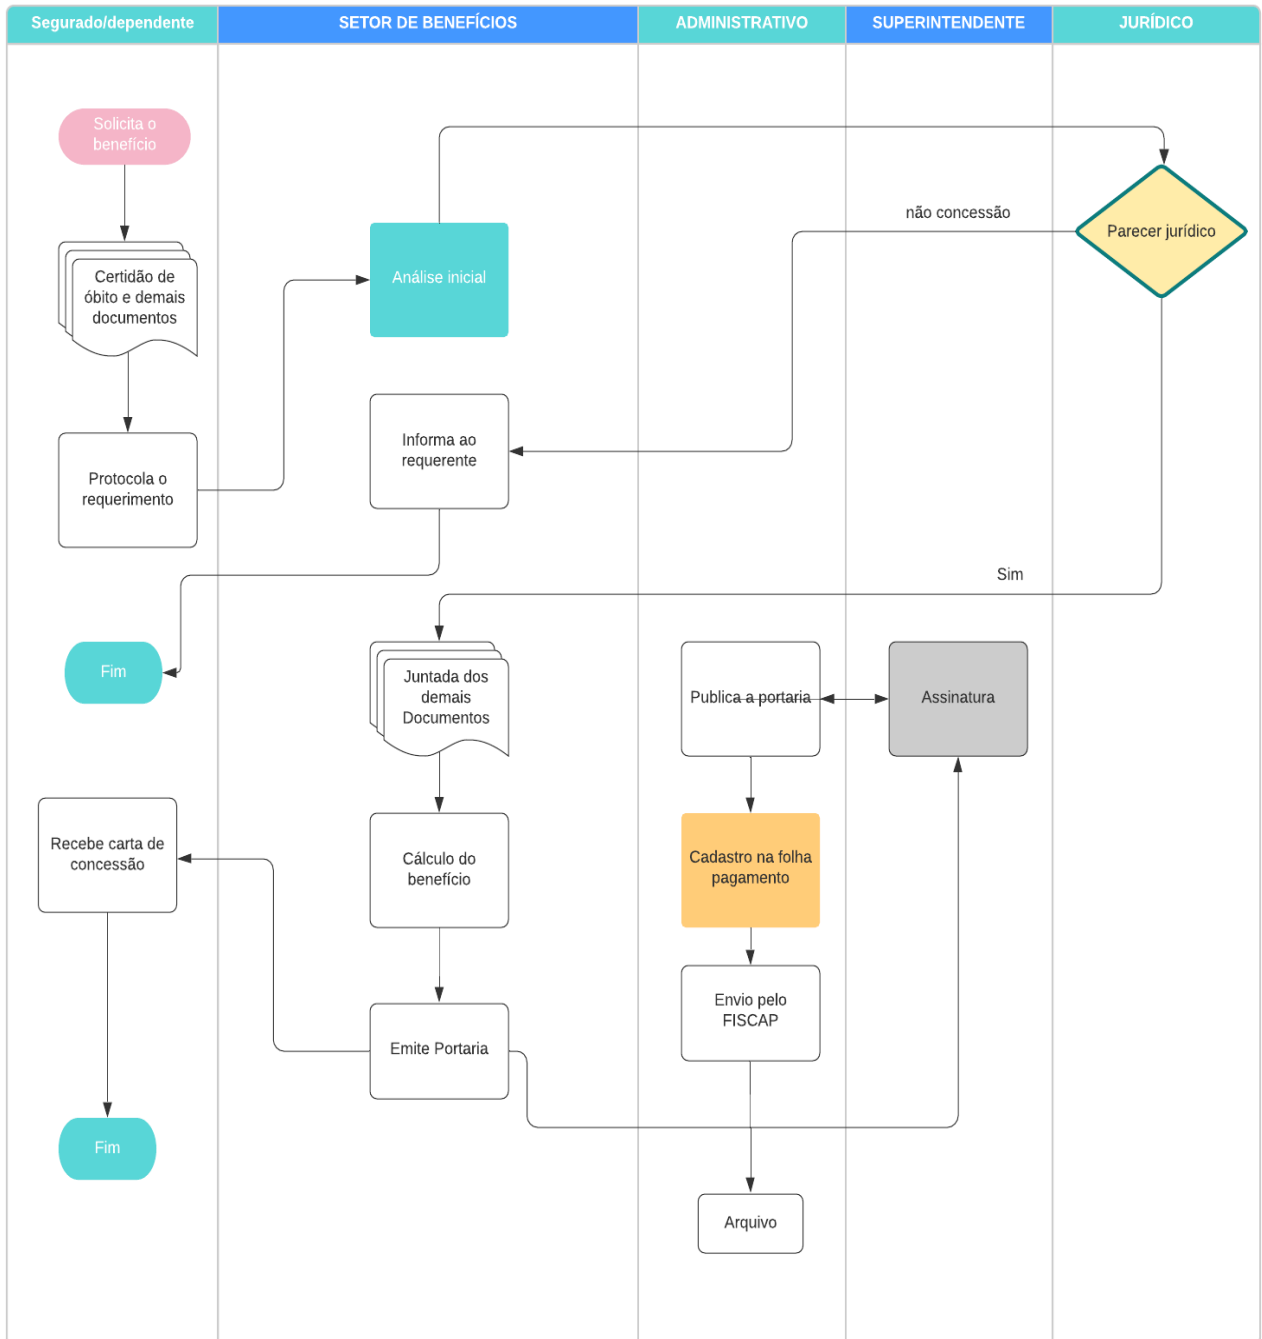 Segurado/dependente
SETOR DE BENEFÍCIOS
ADMINISTRATIVO
SUPERINTENDENTE
JURÍDICO
Solicita o
benefício
Certidão de
óbito e demais
documentos
Protocola o
requerimento
Análise inicial
não concessão
Parecer jurídico
Informa ao
requerente
Sim
Fim
Juntada dos
demais
Documentos
Publica a portaria
Assinatura
Recebe carta de
concessão
Cálculo do
benefício
Cadastro na folha
pagamento
Emite Portaria
Envio pelo
FISCAP
Fim
Arquivo